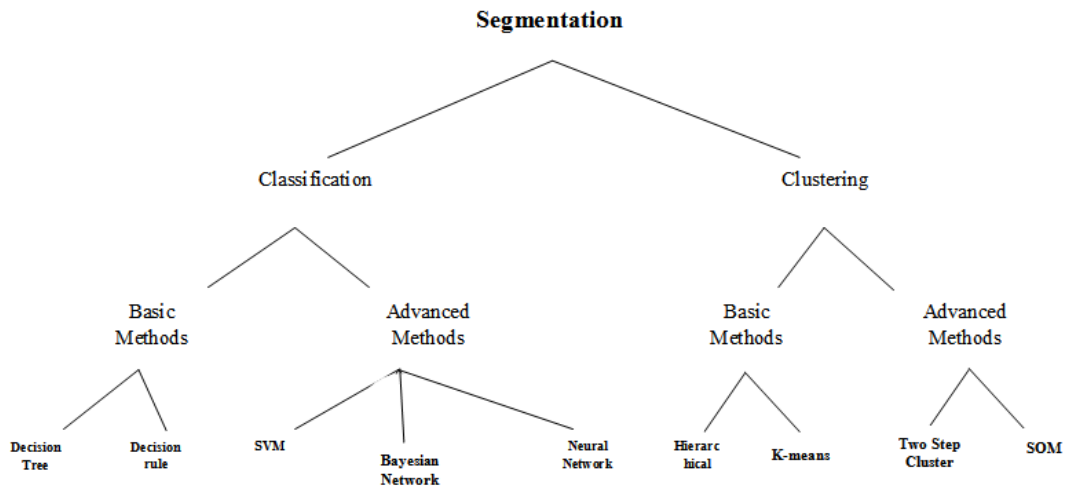 Segmentation
Classification
Clustering
Basic
Methods
Advanced
Methods
Basic
Methods
Advanced
Methods
Decision
Tree
Decision
rule
SVM
Bayesian
Network
Neural
Network
Hierarc
hical
K-means
Two Step
Cluster
SOM